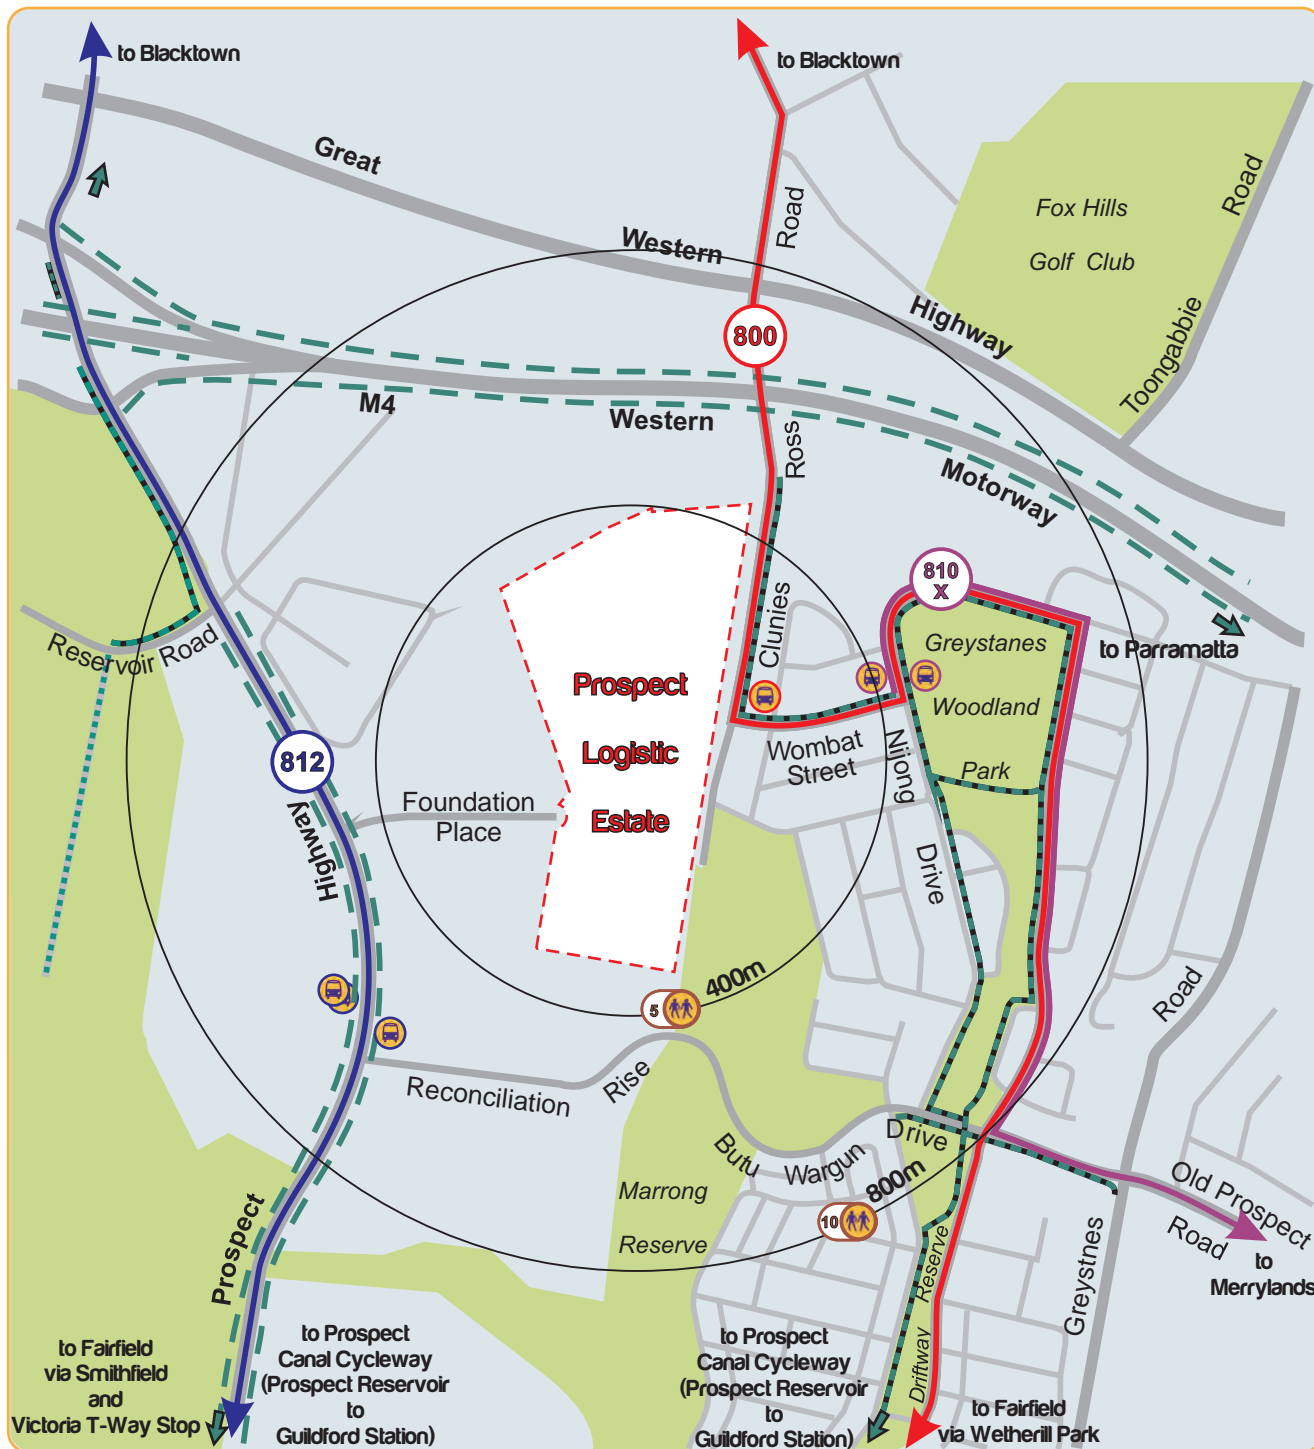 to Blacktown
to Blacktown
Great
Western
Highway
Road
Fox Hills
Golf Club
Road
Toongabbie
800
M4
Western
Motorway
Ross
Clunies
810
X
Greystanes
Woodland
Park
to Parramatta
Reservoir Road
Prospect
Logistic
Estate
Wombat
Street
Nijong
Drive
812
Highway
Foundation
Place
5
400m
Road
Reconciliation
Rise
Butu
Wargun
Drive
800m
10
Marrong
Reserve
Old Prospect
Road
to
Merrylands
Greystnes
Reserve
Driftway
Prospect
to Fairfield
via Smithfield
and
Victoria T-Way Stop
to Prospect
Canal Cycleway
(Prospect Reservoir
to
Guildford Station)
to Prospect
Canal Cycleway
(Prospect Reservoir
to
Guildford Station)
to Fairfield
via Wetherill Park